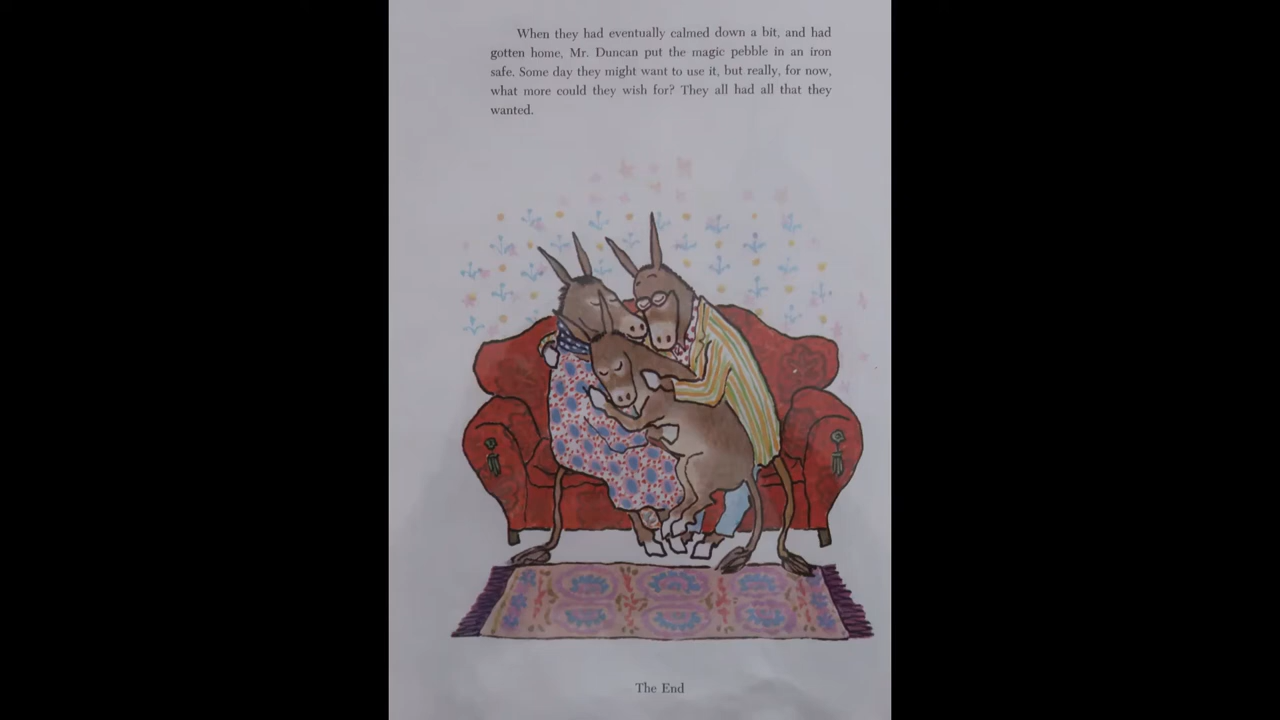 When they had eventually calmed down a bit, and had
gotten home, Mr. Duncan put the magic pebble in an iron
safe. Some day they might want to use it, but really, for now,
what more could they wish for? They all had all that they
wanted.
The End